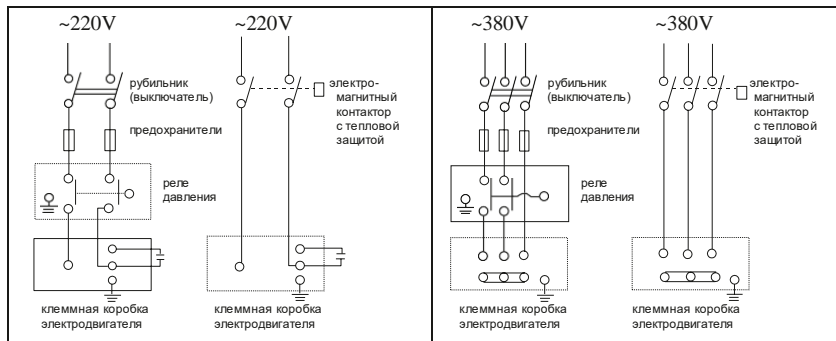 ~220V
~220V
рубильник
(выключатель)
предохранители
реле
давления
клеммная коробка
электродвигателя
электро-
магнитный
контактор
с тепловой
защитой
клеммная коробка
электродвигателя
~380V
~380V
рубильник
(выключатель)
предохранители
реле
давления
клеммная коробка
электродвигателя
электро-
магнитный
контактор
с тепловой
защитой
клеммная коробка
электродвигателя